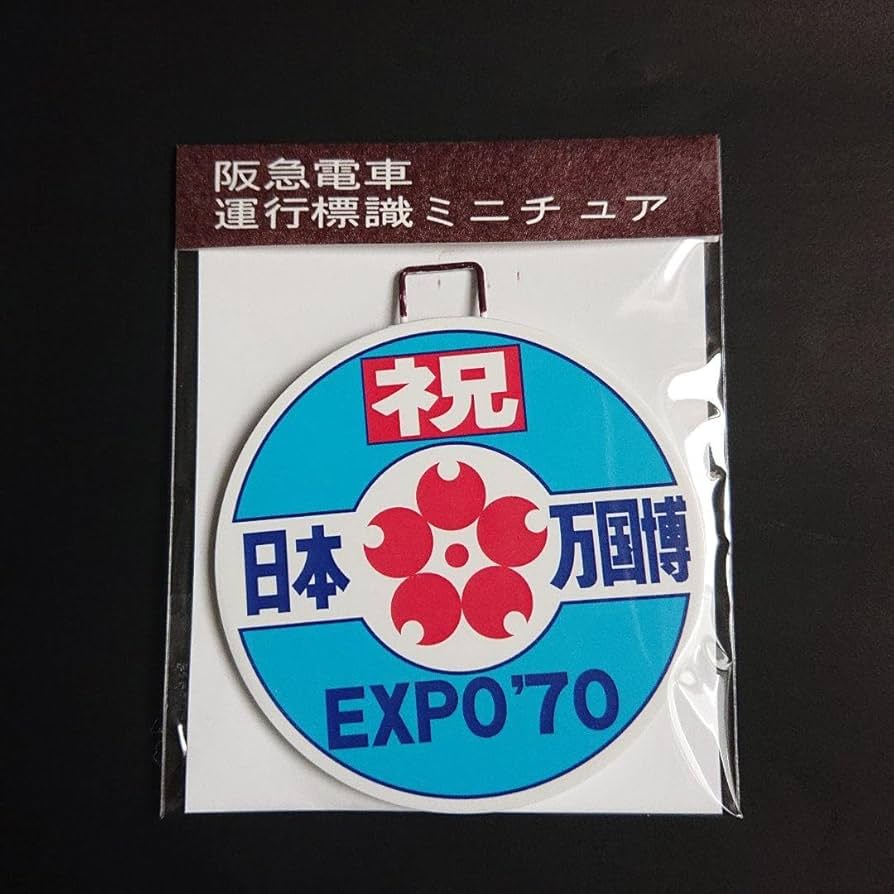 阪急電車
運行標識ミニチュア
祝
日本 万国博
EXPO'70